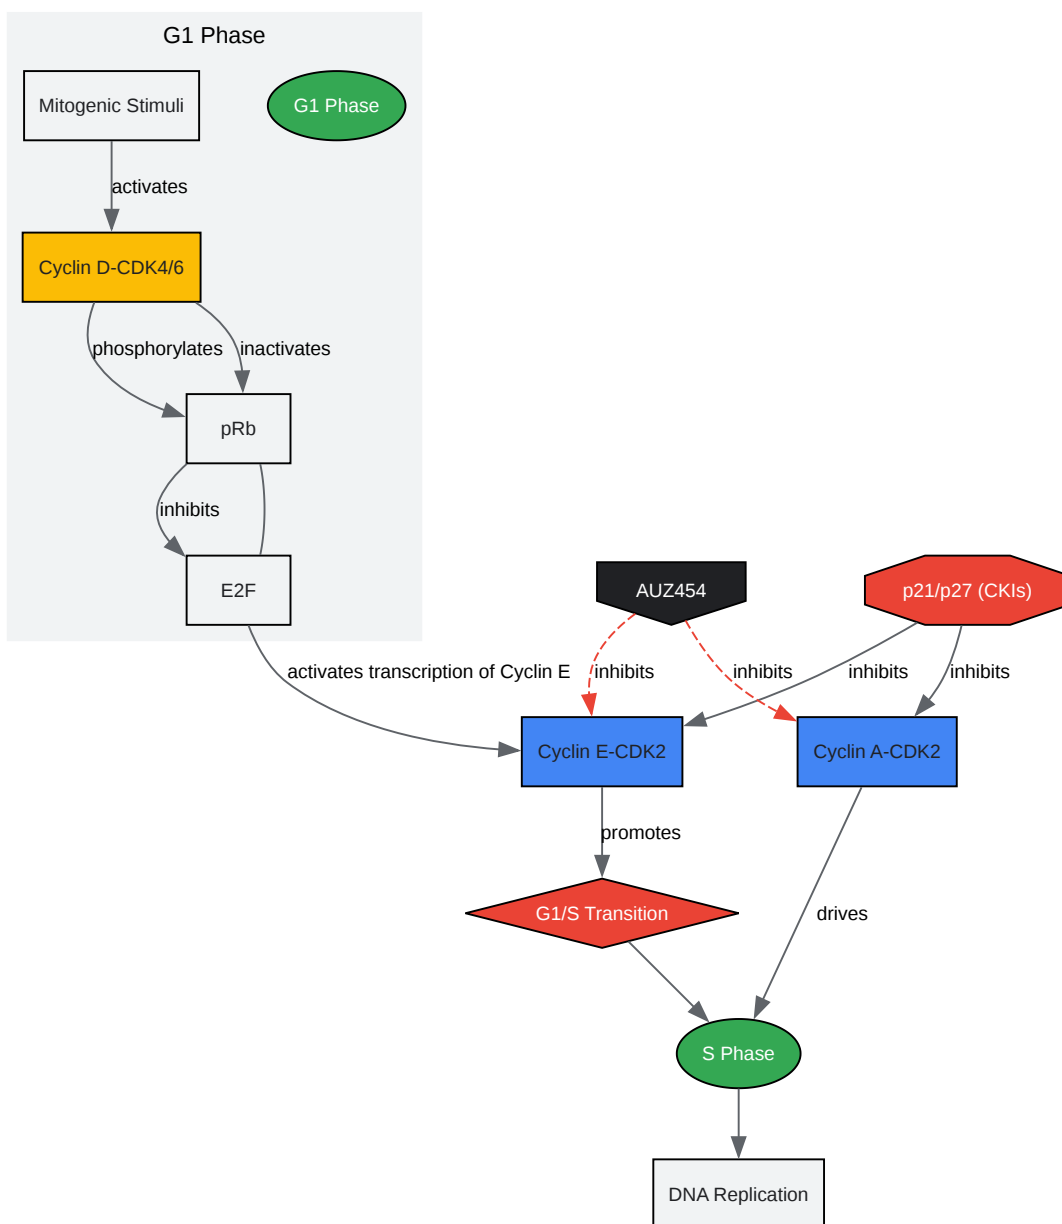 G1 Phase
Mitogenic Stimuli
G1 Phase
activates
Cyclin D-CDK4/6
phosphorylates
inactivates
pRb
inhibits
E2F
AUZ454
p21/p27 (CKIs)
activates transcription of Cyclin E
inhibits
inhibits
inhibits
inhibits
Cyclin E-CDK2
Cyclin A-CDK2
promotes
G1/S Transition
drives
S Phase
DNA Replication